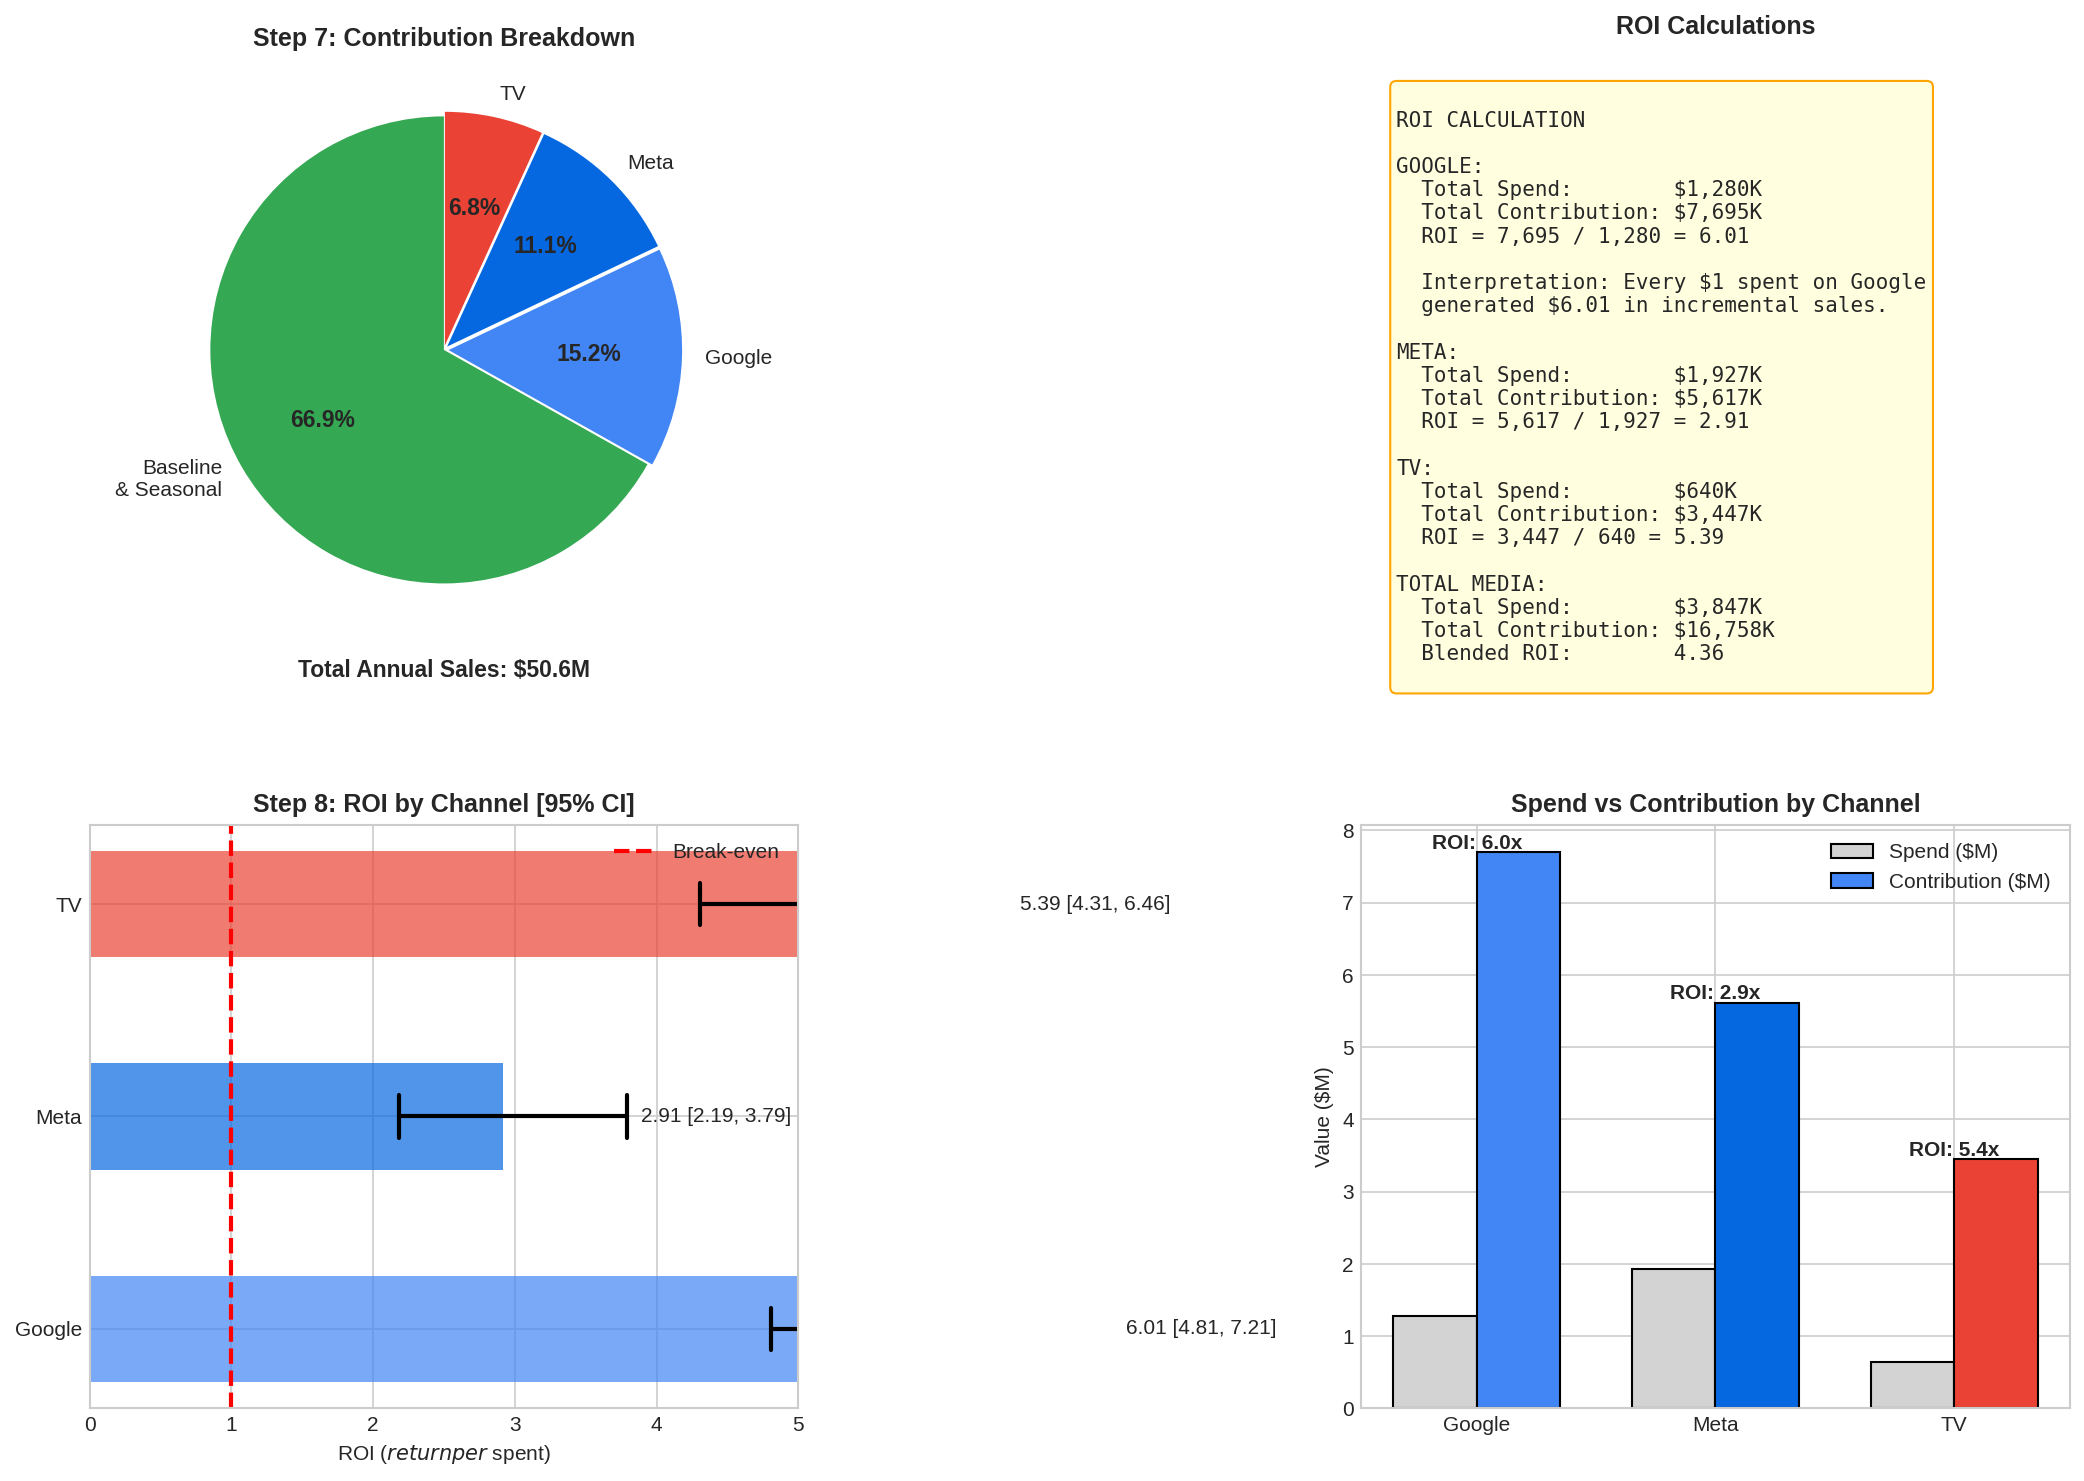 Step 7: Contribution Breakdown
TV
Meta
6.8%
11.1%
15.2%
Google
66.9%
Baseline
& Seasonal
Total Annual Sales: $50.6M
ROI Calculations
ROI CALCULATION
GOOGLE:
Total Spend: $1,280K
Total Contribution: $7,695K
ROI = 7,695 / 1,280 = 6.01
Interpretation: Every $1 spent on Google
generated $6.01 in incremental sales.
META:
Total Spend: $1,927K
Total Contribution: $5,617K
ROI = 5,617 / 1,927 = 2.91
TV:
Total Spend: $640K
Total Contribution: $3,447K
ROI = 3,447 / 640 = 5.39
TOTAL MEDIA:
Total Spend: $3,847K
Total Contribution: $16,758K
Blended ROI: 4.36
Step 8: ROI by Channel [95% CI]
Break-even
TV
5.39 [4.31, 6.46]
Meta
2.91 [2.19, 3.79]
Google
6.01 [4.81, 7.21]
0 1 2 3 4 5
ROI (returnper spent)
Spend vs Contribution by Channel
Spend ($M)
Contribution ($M)
ROI: 6.0x
ROI: 2.9x
ROI: 5.4x
Value ($M)
8
7
6
5
4
3
2
1
0
Google Meta TV